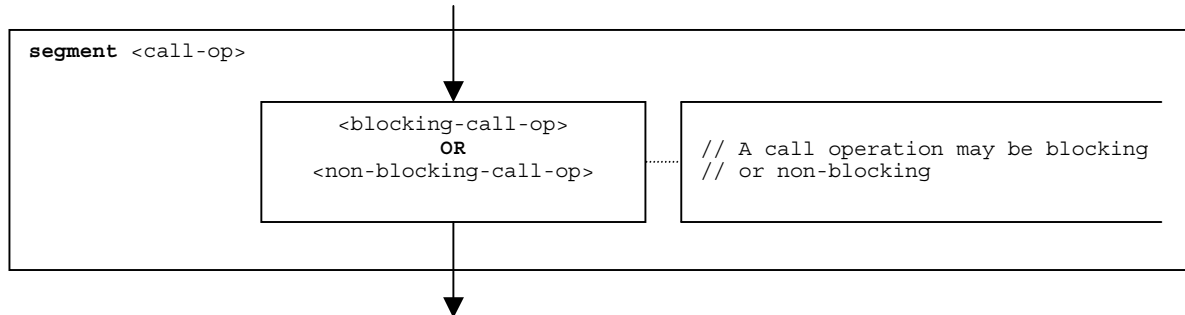 segment <call-op>
<blocking-call-op>
OR
<non-blocking-call-op>
// A call operation may be blocking
// or non-blocking